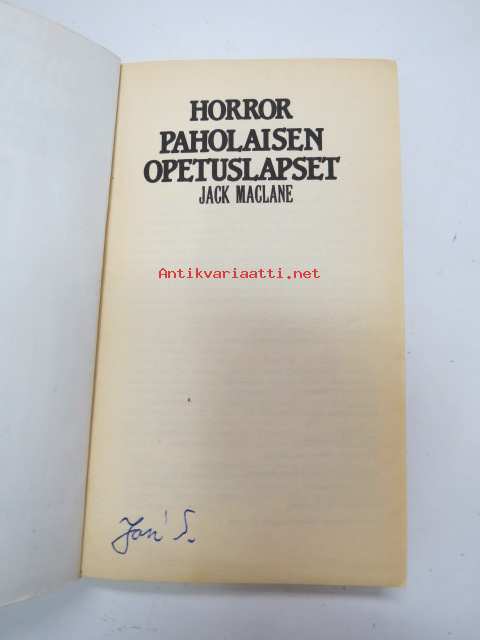 HORROR
PAHOLAISEN
OPETUSLAPSET
JACK MACLANE
Antikvariaatti.net